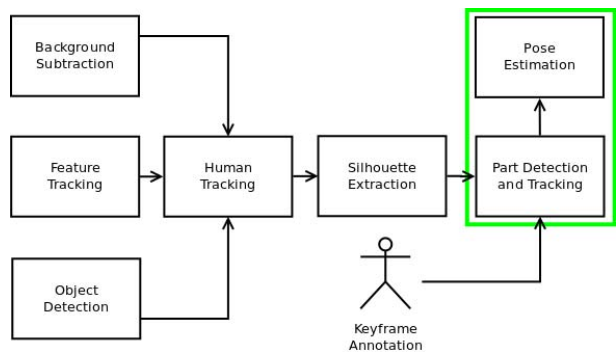 Background
Subtraction
Pose
Estimation
Feature
Tracking
Human
Tracking
Silhouette
Extraction
Part Detection
and Tracking
Object
Detection
Keyframe
Annotation